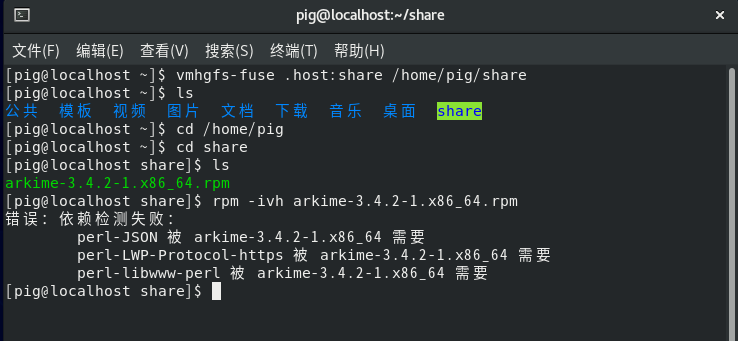 pig@localhost:~/share
文件(F) 编辑(E) 查看(V) 搜索(S) 终端(T) 帮助(H)
[pig@localhost ~]$ vmhgfs-fuse .host:share /home/pig/share
[pig@localhost ~]$ ls
公共 模板 视频 图片 文档 下载 音乐 桌面 share
[pig@localhost ~]$ cd /home/pig
[pig@localhost ~]$ cd share
[pig@localhost share]$ ls
arkime-3.4.2-1.x86_64.rpm
[pig@localhost share]$ rpm -ivh arkime-3.4.2-1.x86_64.rpm
错误：依赖检测失败：
perl-JSON 被 arkime-3.4.2-1.x86_64 需要
perl-LWP-Protocol-https 被 arkime-3.4.2-1.x86_64 需要
perl-libwww-perl 被 arkime-3.4.2-1.x86_64 需要
[pig@localhost share]$